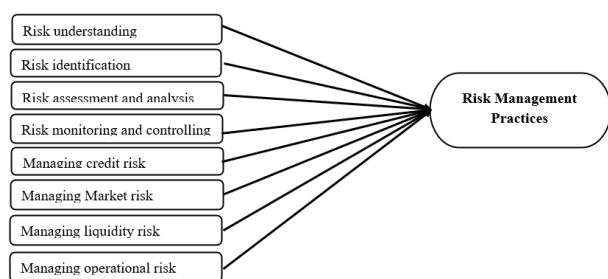 Risk understanding
Risk identification
Risk assessment and analysis
Risk monitoring and controlling
Managing credit risk
Managing Market risk
Managing liquidity risk
Managing operational risk
Risk Management
Practices